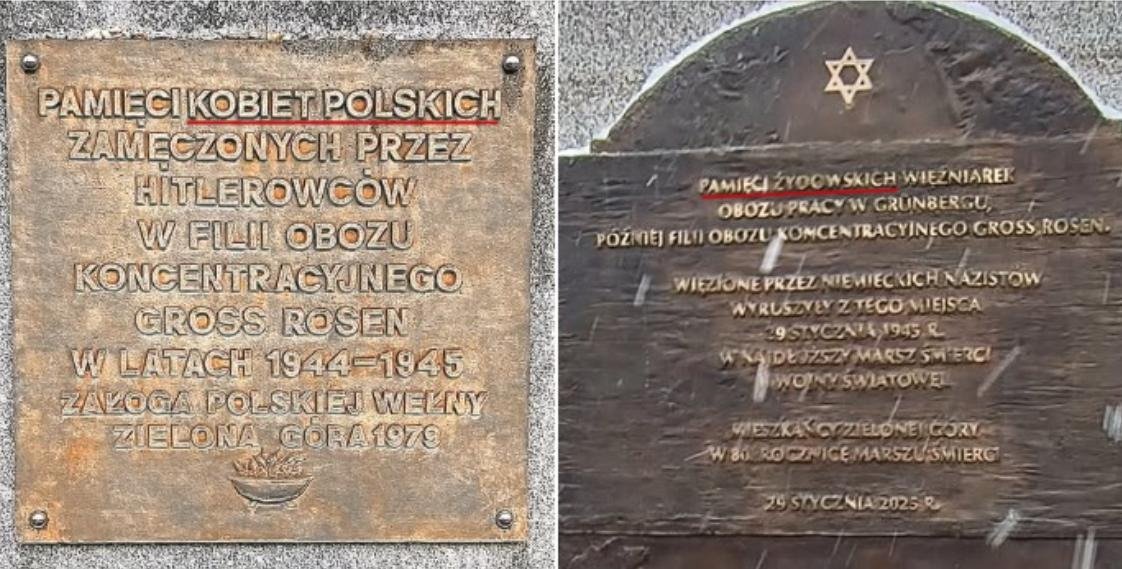 PAMIĘCI KOBIET POLSKICH
ZAMĘCZONYCH PRZEZ
HITLEROWCÓW
W FILII OBOZU
KONCENTRACYJNEGO
GROSS ROSEN
W LATACH 1944-1945
ZAŁOGA POLSKIEJ WEŁNY
ZIELONA GÓRA 1979
PAMIĘCI ŻYDOWSKICH WIĘŹNIAREK
OBOZU PRACY W GRÜNBERGU,
PÓŹNIEJ FILII OBOZU KONCENTRACYJNEGO GROSS ROSEN.
WIĘZIONE PRZEZ NIEMIECKICH NAZISTÓW
WYRUSZYŁY Z TEGO MIEJSCA
29 STYCZNIA 1945 R.
W NAJDŁUŻSZY MARSZ ŚMIERCI
WOJNY ŚWIATOWEJ.
MIESZKAŃCY ZIELONEJ GÓRY
W 80. ROCZNICĘ MARSZU ŚMIERCI
29 STYCZNIA 2025 R.